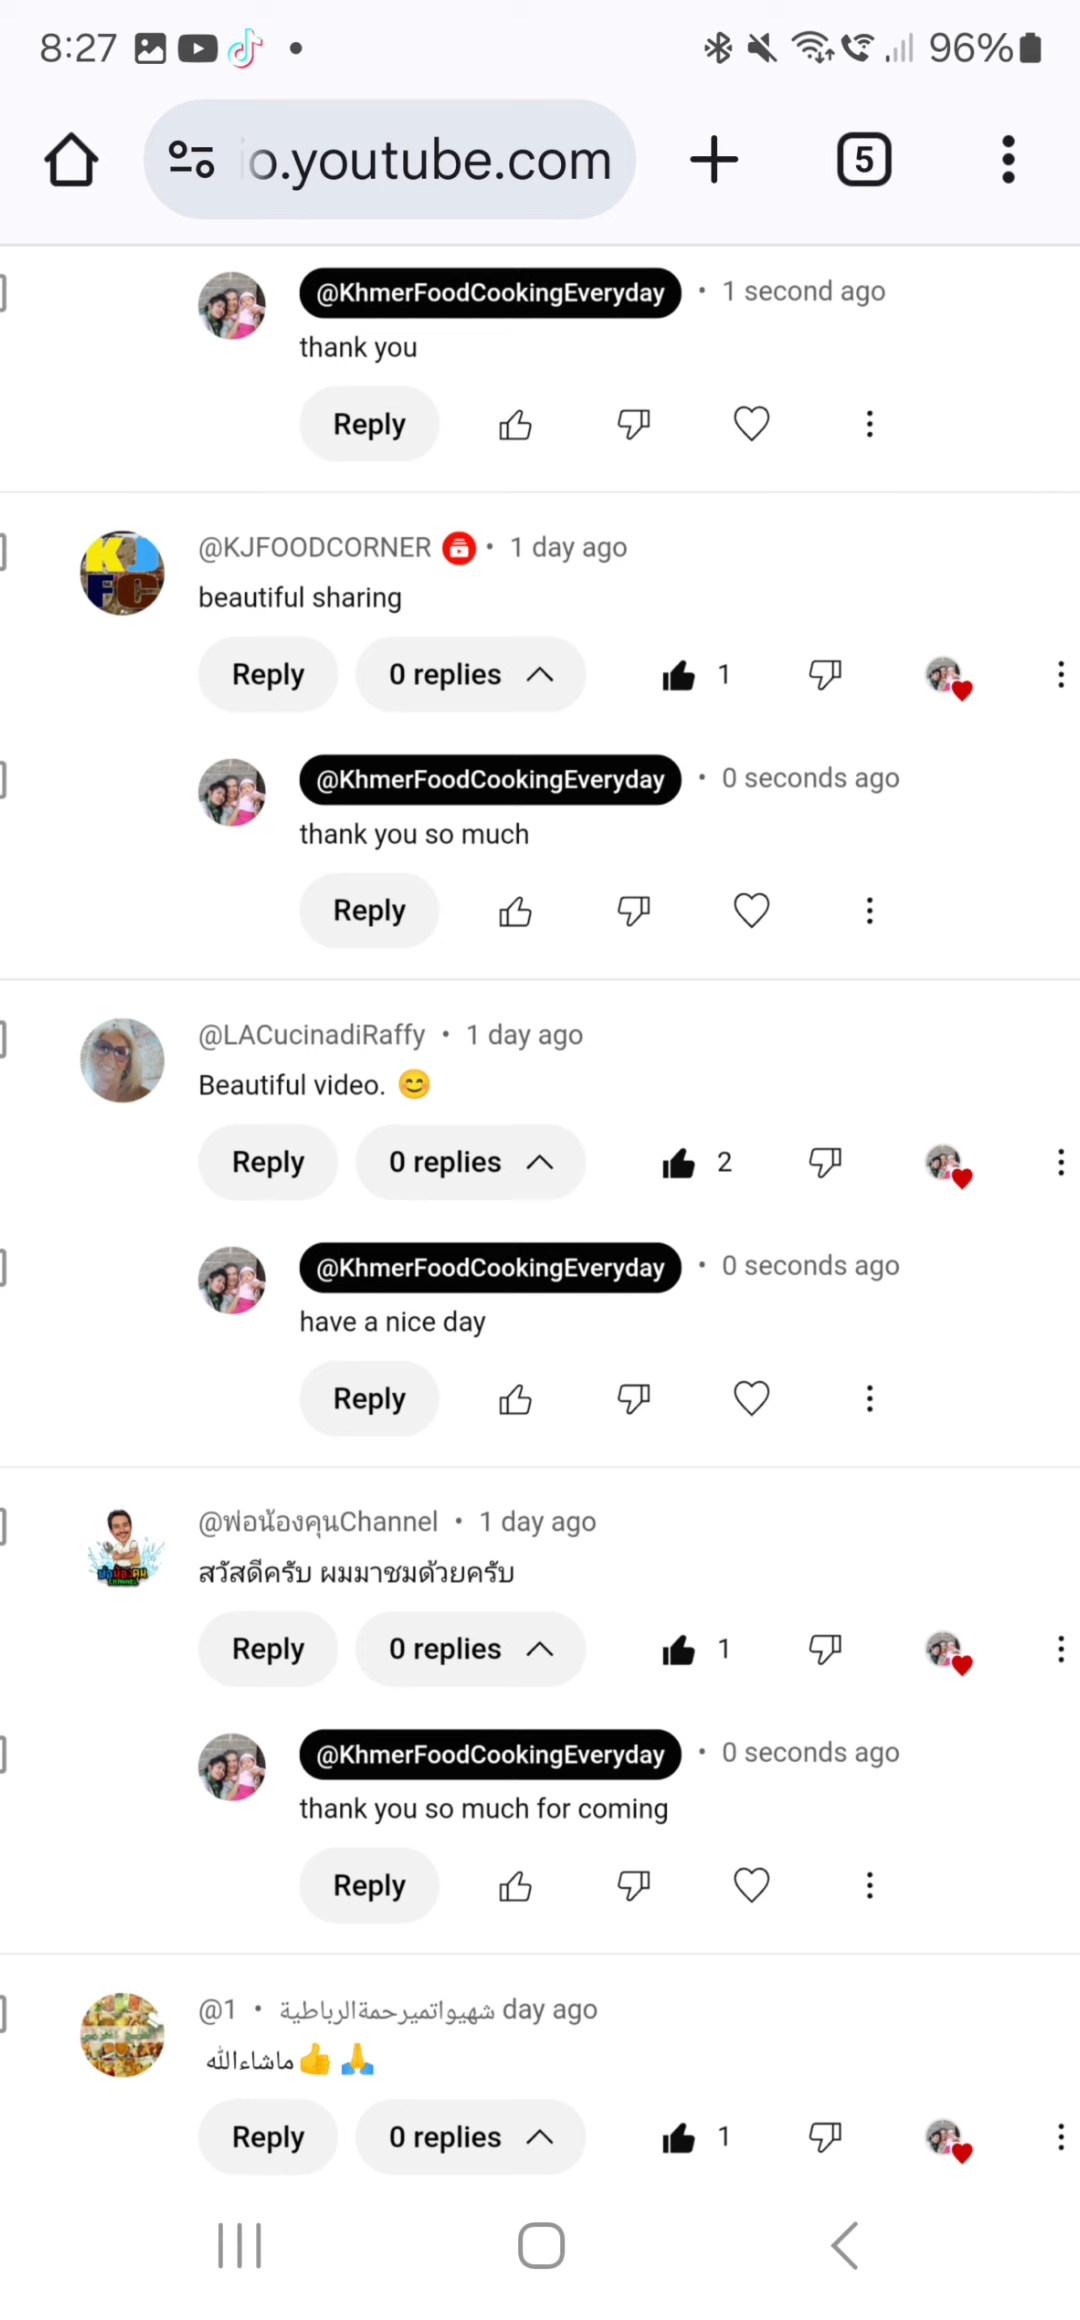 8:27
96%
o.youtube.com
5
@KhmerFoodCookingEveryday • 1 second ago
thank you
Reply
@KJFOODCORNER • 1 day ago
beautiful sharing
Reply 0 replies 1
@KhmerFoodCookingEveryday • 0 seconds ago
thank you so much
Reply
@LACucinadiRaffy • 1 day ago
Beautiful video. 😊
Reply 0 replies 2
@KhmerFoodCookingEveryday • 0 seconds ago
have a nice day
Reply
@พ่อน้องคุนChannel • 1 day ago
สวัสดีครับ ผมมาชมด้วยครับ
Reply 0 replies 1
@KhmerFoodCookingEveryday • 0 seconds ago
thank you so much for coming
Reply
@شهيواتميرحمةالرباطية • 1 day ago
ماشاءالله👍🙏
Reply 0 replies 1